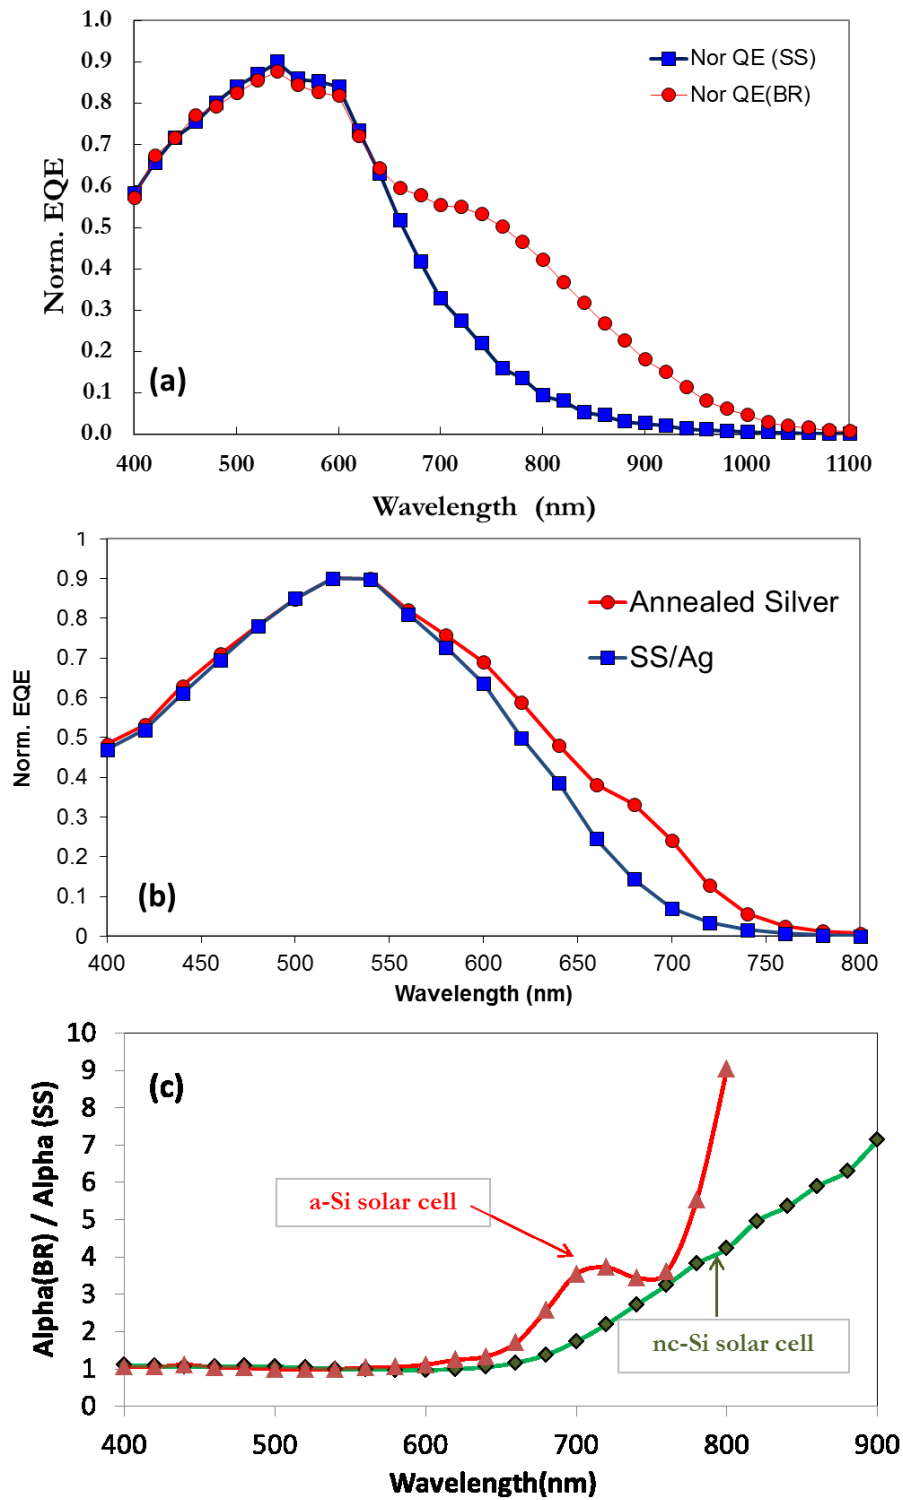 1.0
0.9
0.8
0.7
0.6
0.5
0.4
0.3
0.2
0.1
0.0
Norm. EQE
Nor QE (SS)
Nor QE(BR)
(a)
400 500 600 700 800 900 1000 1100
Wavelength (nm)
1
0.9
0.8
0.7
0.6
0.5
0.4
0.3
0.2
0.1
0
Norm. EQE
Annealed Silver
SS/Ag
(b)
400 450 500 550 600 650 700 750 800
Wavelength (nm)
10
9
8
7
6
5
4
3
2
1
0
Alpha(BR) / Alpha (SS)
(c)
a-Si solar cell
nc-Si solar cell
400 500 600 700 800 900
Wavelength(nm)